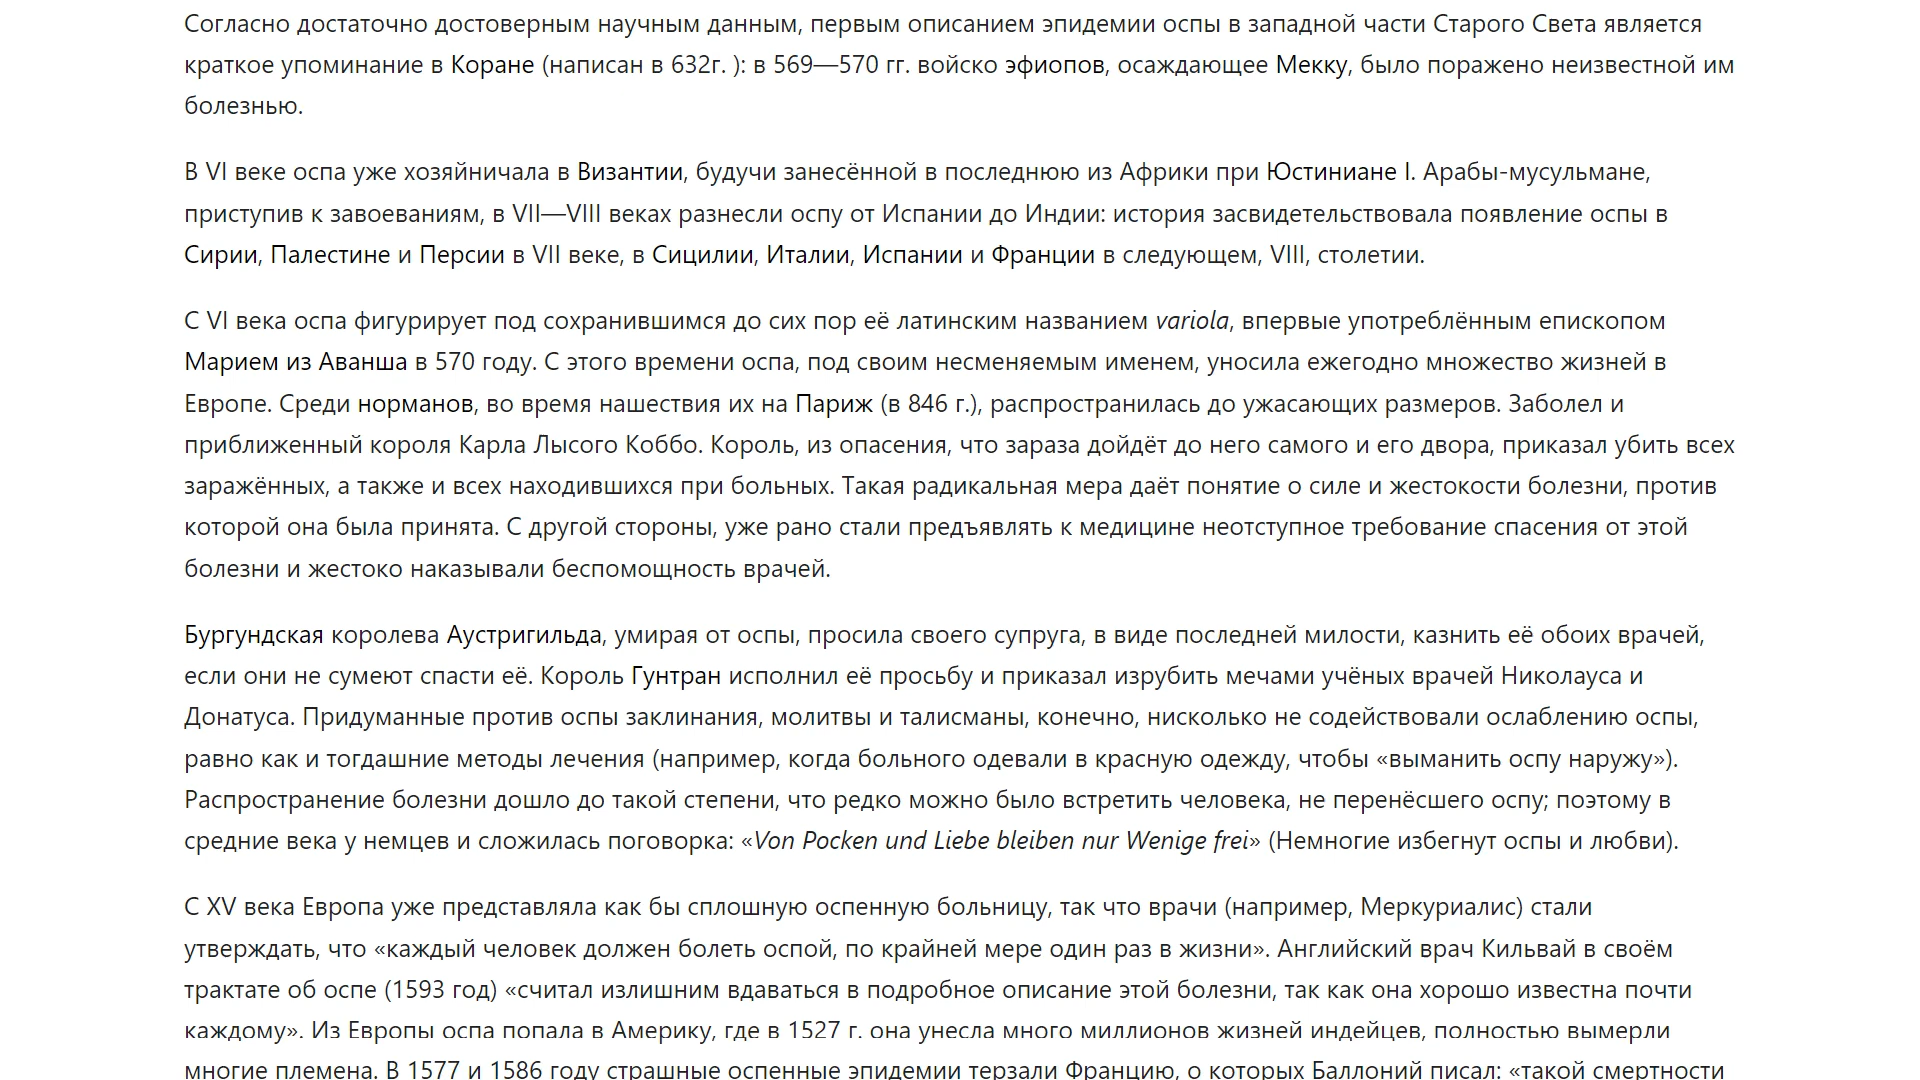 Согласно достаточно достоверным научным данным, первым описанием эпидемии оспы в западной части Старого Света является
краткое упоминание в Коране (написан в 632г. ): в 569—570 гг. войско эфиопов, осаждающее Мекку, было поражено неизвестной им
болезнью.
В VI веке оспа уже хозяйничала в Византии, будучи занесённой в последнюю из Африки при Юстиниане I. Арабы-мусульмане,
приступив к завоеваниям, в VII—VIII веках разнесли оспу от Испании до Индии: история засвидетельствовала появление оспы в
Сирии, Палестине и Персии в VII веке, в Сицилии, Италии, Испании и Франции в следующем, VIII, столетии.
С VI века оспа фигурирует под сохранившимся до сих пор её латинским названием variola, впервые употреблённым епископом
Марием из Аванша в 570 году. С этого времени оспа, под своим несменяемым именем, уносила ежегодно множество жизней в
Европе. Среди норманов, во время нашествия их на Париж (в 846 г.), распространилась до ужасающих размеров. Заболел и
приближенный короля Карла Лысого Коббо. Король, из опасения, что зараза дойдёт до него самого и его двора, приказал убить всех
заражённых, а также и всех находившихся при больных. Такая радикальная мера даёт понятие о силе и жестокости болезни, против
которой она была принята. С другой стороны, уже рано стали предъявлять к медицине неотступное требование спасения от этой
болезни и жестоко наказывали беспомощность врачей.
Бургундская королева Аустригильда, умирая от оспы, просила своего супруга, в виде последней милости, казнить её обоих врачей,
если они не сумеют спасти её. Король Гунтран исполнил её просьбу и приказал изрубить мечами учёных врачей Николауса и
Донатуса. Придуманные против оспы заклинания, молитвы и талисманы, конечно, нисколько не содействовали ослаблению оспы,
равно как и тогдашние методы лечения (например, когда больного одевали в красную одежду, чтобы «выманить оспу наружу»).
Распространение болезни дошло до такой степени, что редко можно было встретить человека, не перенёсшего оспу; поэтому в
средние века у немцев и сложилась поговорка: «Von Pocken und Liebe bleiben nur Wenige frei» (Немногие избегнут оспы и любви).
С XV века Европа уже представляла как бы сплошную оспенную больницу, так что врачи (например, Меркуриалис) стали
утверждать, что «каждый человек должен болеть оспой, по крайней мере один раз в жизни». Английский врач Кильвай в своём
трактате об оспе (1593 год) «считал излишним вдаваться в подробное описание этой болезни, так как она хорошо известна почти
каждому». Из Европы оспа попала в Америку, где в 1527 г. она унесла много миллионов жизней индейцев, полностью вымерли
многие племена. В 1577 и 1586 году страшные оспенные эпидемии терзали Францию, о которых Баллоний писал: «такой смертности